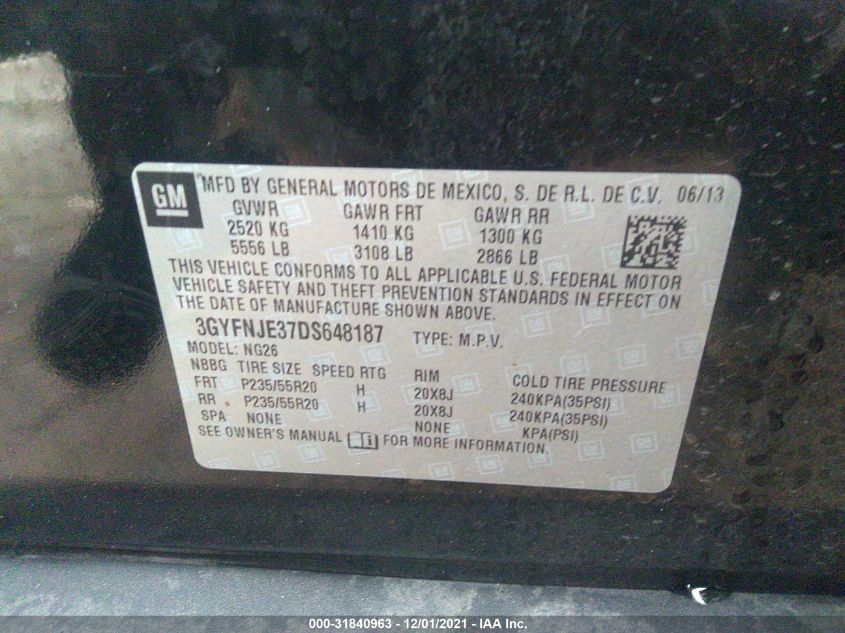 GM
MFD BY GENERAL MOTORS DE MEXICO, S. DE R.L. DE C.V. 06/13
GVWR GAWR FRT GAWR RR
2520 KG 1410 KG 1300 KG
5556 LB 3108 LB 2866 LB
THIS VEHICLE CONFORMS TO ALL APPLICABLE U.S. FEDERAL MOTOR
VEHICLE SAFETY AND THEFT PREVENTION STANDARDS IN EFFECT ON
THE DATE OF MANUFACTURE SHOWN ABOVE.
3GYFNJE37DS648187 TYPE: M.P.V.
MODEL: NG26
NBBG TIRE SIZE SPEED RTG RIM COLD TIRE PRESSURE
FRT P235/55R20 H 20X8J 240KPA(35PSI)
RR P235/55R20 H 20X8J 240KPA(35PSI)
SPA NONE NONE KPA(PSI)
SEE OWNER'S MANUAL FOR MORE INFORMATION.
000-31840963 - 12/01/2021 - IAA Inc.